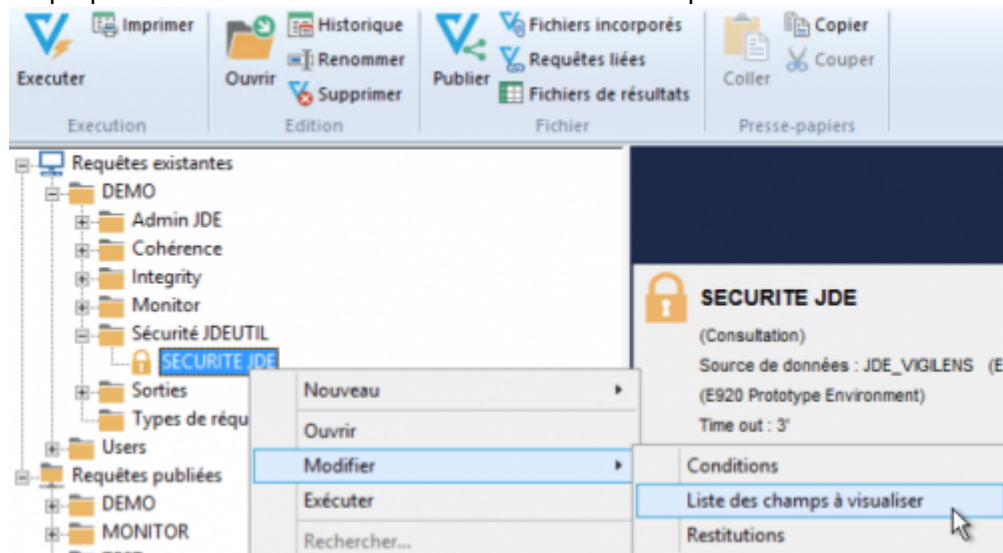 Imprimer
Executer
Execution
Ouvrir
Historique
Renommer
Supprimer
Edition
Publier
Fichiers incorporés
Requêtes liées
Fichiers de résultats
Fichier
Coller
Copier
Couper
Presse-papiers
Requêtes existantes
DEMO
Admin JDE
Cohérence
Integrity
Monitor
Sécurité JDEUTIL
SECURITE JDE
Sorties
Types de réqu
Users
Requêtes publiées
DEMO
MONITOR
Nouveau
Ouvrir
Modifier
Exécuter
Rechercher...
SECURITE JDE
(Consultation)
Source de données : JDE_VIGILENS (E
(E920 Prototype Environment)
Time out : 3'
Conditions
Liste des champs à visualiser
Restitutions